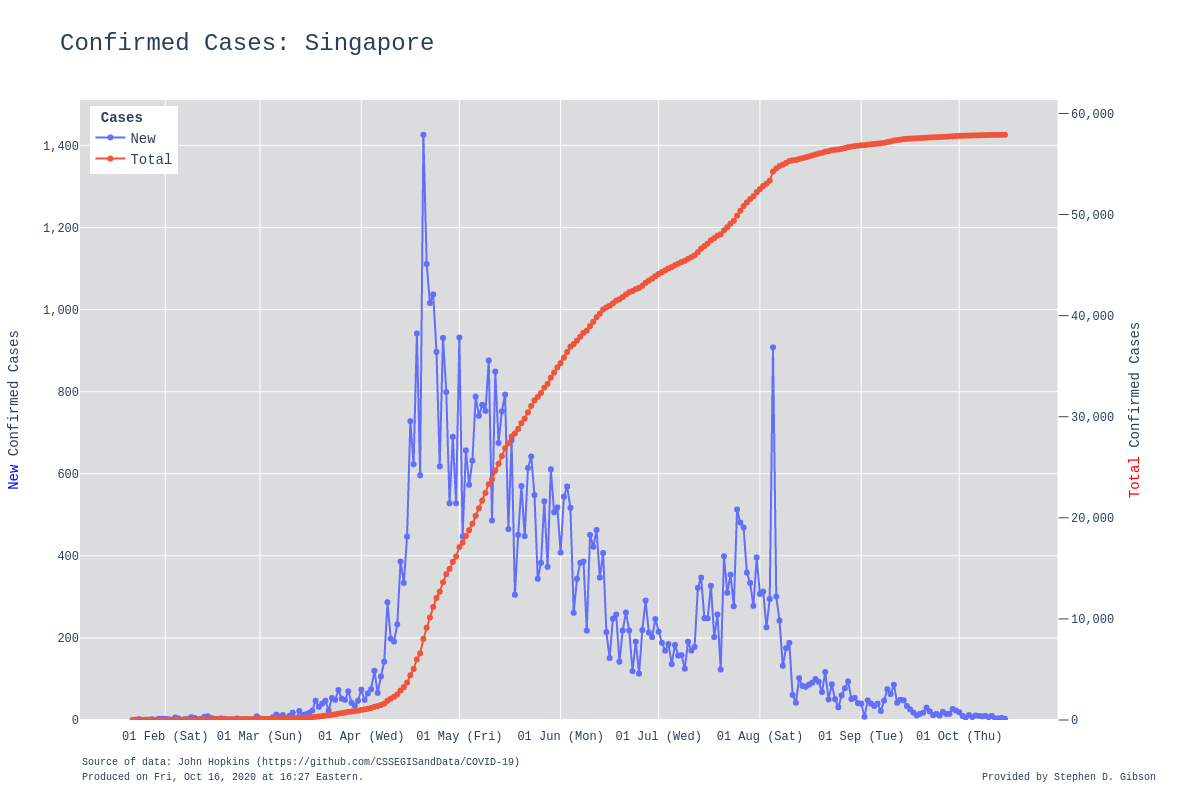 Confirmed Cases: Singapore
Cases
New
Total
1,400
1,200
1,000
800
600
400
200
0
60,000
50,000
40,000
30,000
20,000
10,000
0
New Confirmed Cases
Total Confirmed Cases
01 Feb (Sat) 01 Mar (Sun) 01 Apr (Wed) 01 May (Fri) 01 Jun (Mon) 01 Jul (Wed) 01 Aug (Sat) 01 Sep (Tue) 01 Oct (Thu)
Source of data: John Hopkins (https://github.com/CSSEGISandData/COVID-19)
Produced on Fri, Oct 16, 2020 at 16:27 Eastern.
Provided by Stephen D. Gibson